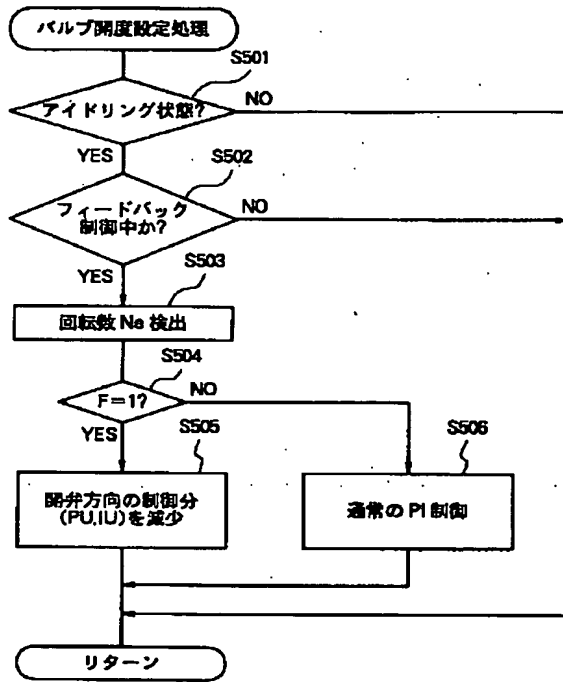 バルブ開度設定処理
S501
アイドリング状態?
NO
YES
S502
フィードバック
制御中か?
NO
YES
S503
回転数 Ne 検出
S504
F=1?
NO
YES
S505
開弁方向の制御分
(PU,IU)を減少
S506
通常の PI 制御
リターン